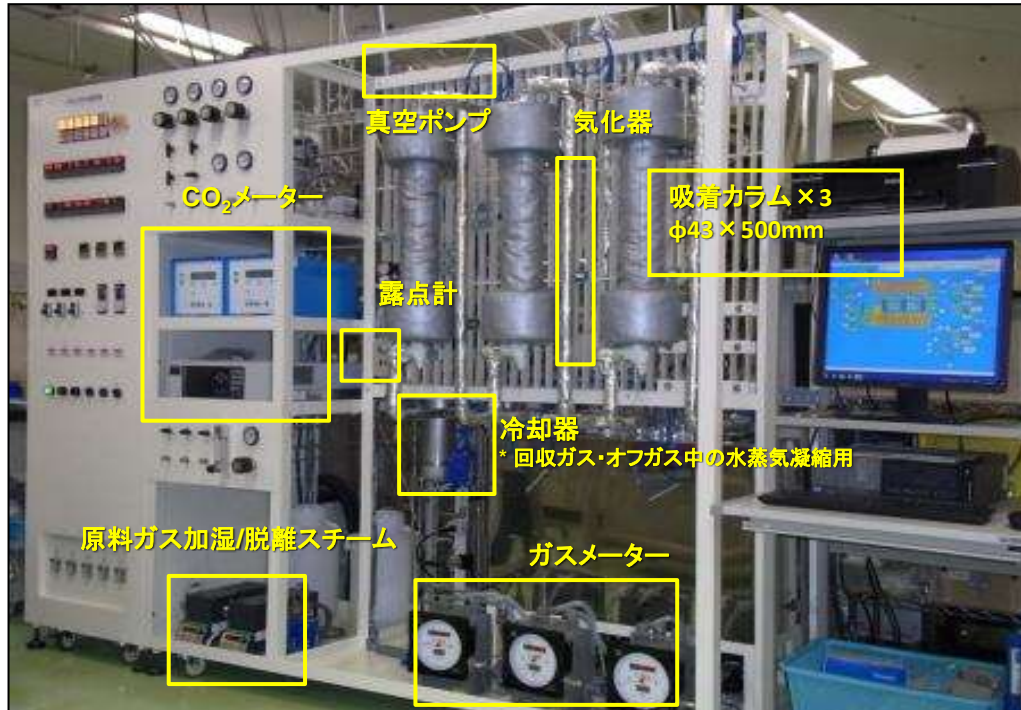 真空ポンプ
気化器
CO₂メーター
吸着カラム×3
φ43×500mm
露点計
冷却器
* 回収ガス・オフガス中の水蒸気凝縮用
原料ガス加湿/脱離スチーム
ガスメーター